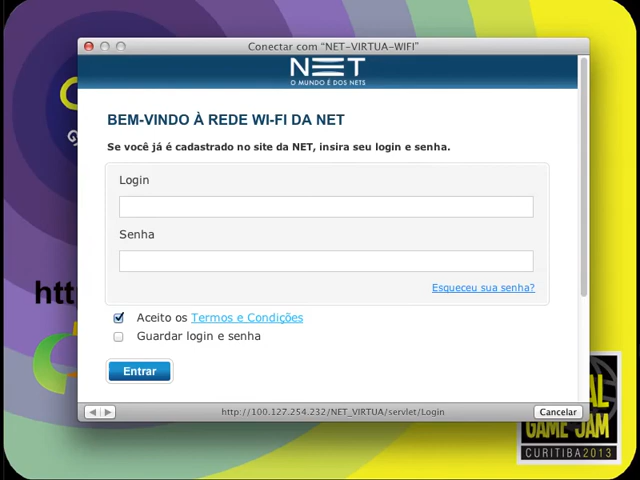 Conectar com “NET-VIRTUA-WIFI”
NET
O MUNDO É DOS NETS
BEM-VINDO À REDE WI-FI DA NET
Se você já é cadastrado no site da NET, insira seu login e senha.
Login
Senha
Esqueceu sua senha?
Aceito os Termos e Condições
Guardar login e senha
Entrar
http://100.127.254.232/NET_VIRTUA/servlet/Login
Cancelar
GAME JAM
CURITIBA2013